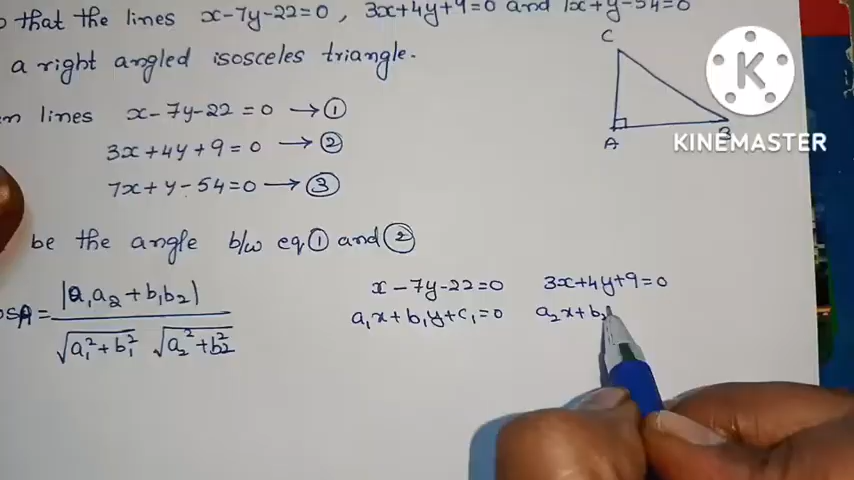 that the lines x-7y-22=0, 3x+4y+9=0 and 7x+y-54=0
a right angled isosceles triangle.
lines x-7y-22=0 → ①
3x+4y+9=0 → ②
7x+y-54=0 → ③
be the angle b/w eq ① and ②
A = |a₁a₂+b₁b₂| / √a₁²+b₁² √a₂²+b₂²
x-7y-22=0 3x+4y+9=0
a₁x+b₁y+c₁=0 a₂x+b₂
C
A
B
K
KINEMASTER